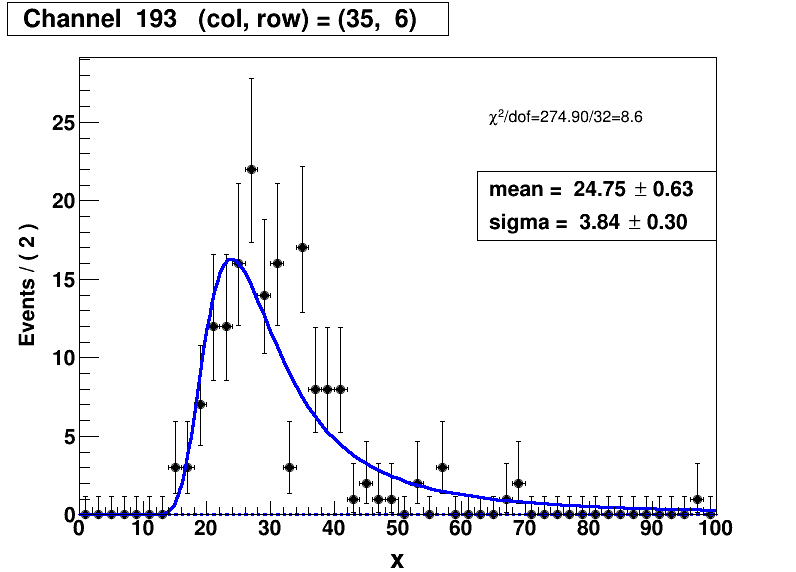 Channel 193 (col, row) = (35, 6)
χ²/dof=274.90/32=8.6
mean = 24.75 ± 0.63
sigma = 3.84 ± 0.30
Events / ( 2 )
25
20
15
10
5
0
0 10 20 30 40 50 60 70 80 90 100
x